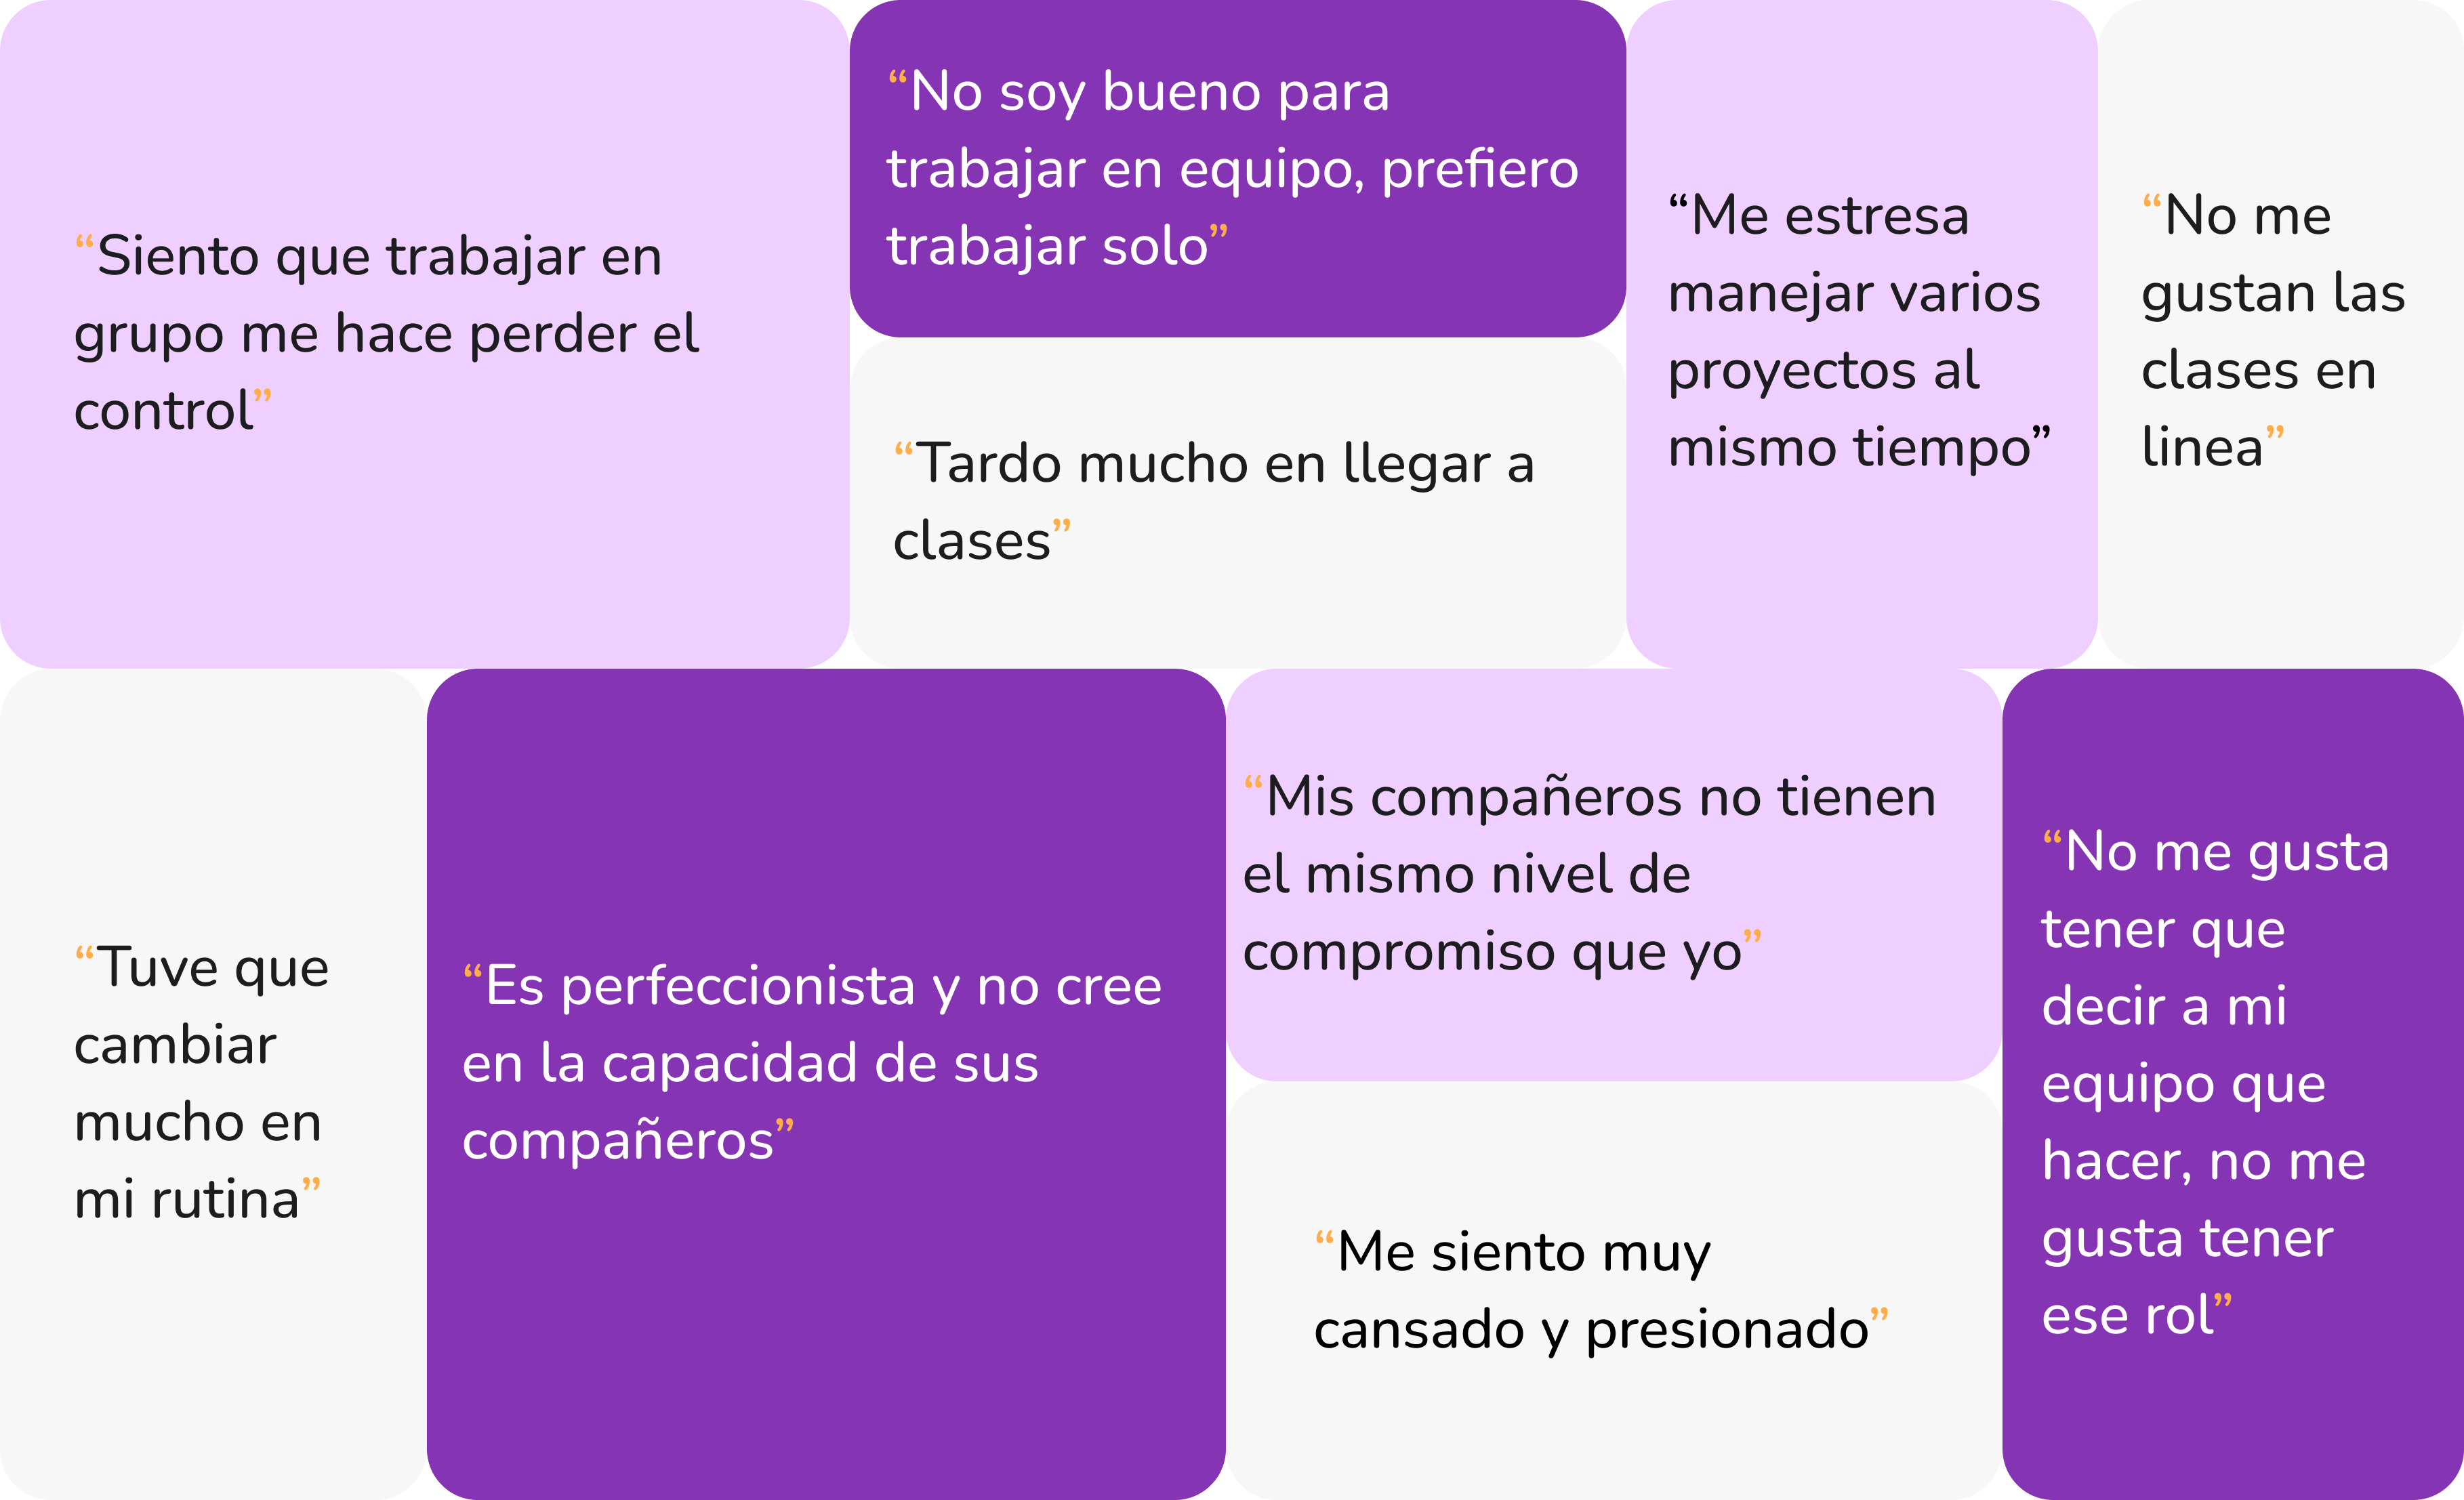 “Siento que trabajar en
grupo me hace perder el
control”
“No soy bueno para
trabajar en equipo, prefiero
trabajar solo”
“Tardo mucho en llegar a
clases”
“Me estresa
manejar varios
proyectos al
mismo tiempo”
“No me
gustan las
clases en
linea”
“Tuve que
cambiar
mucho en
mi rutina”
“Es perfeccionista y no cree
en la capacidad de sus
compañeros”
“Mis compañeros no tienen
el mismo nivel de
compromiso que yo”
“Me siento muy
cansado y presionado”
“No me gusta
tener que
decir a mi
equipo que
hacer, no me
gusta tener
ese rol”